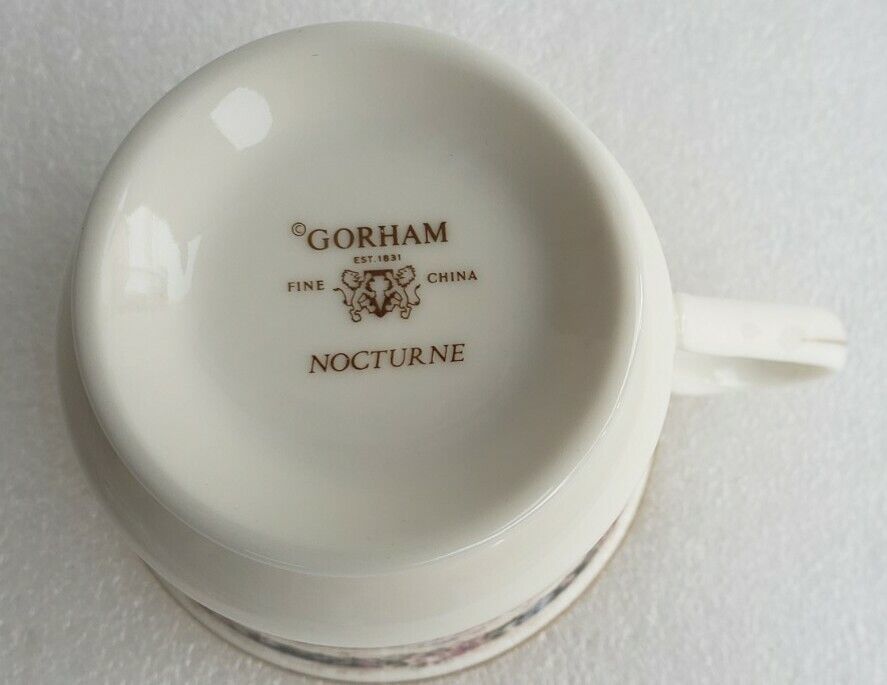 ©GORHAM
EST. 1831
FINE CHINA
NOCTURNE